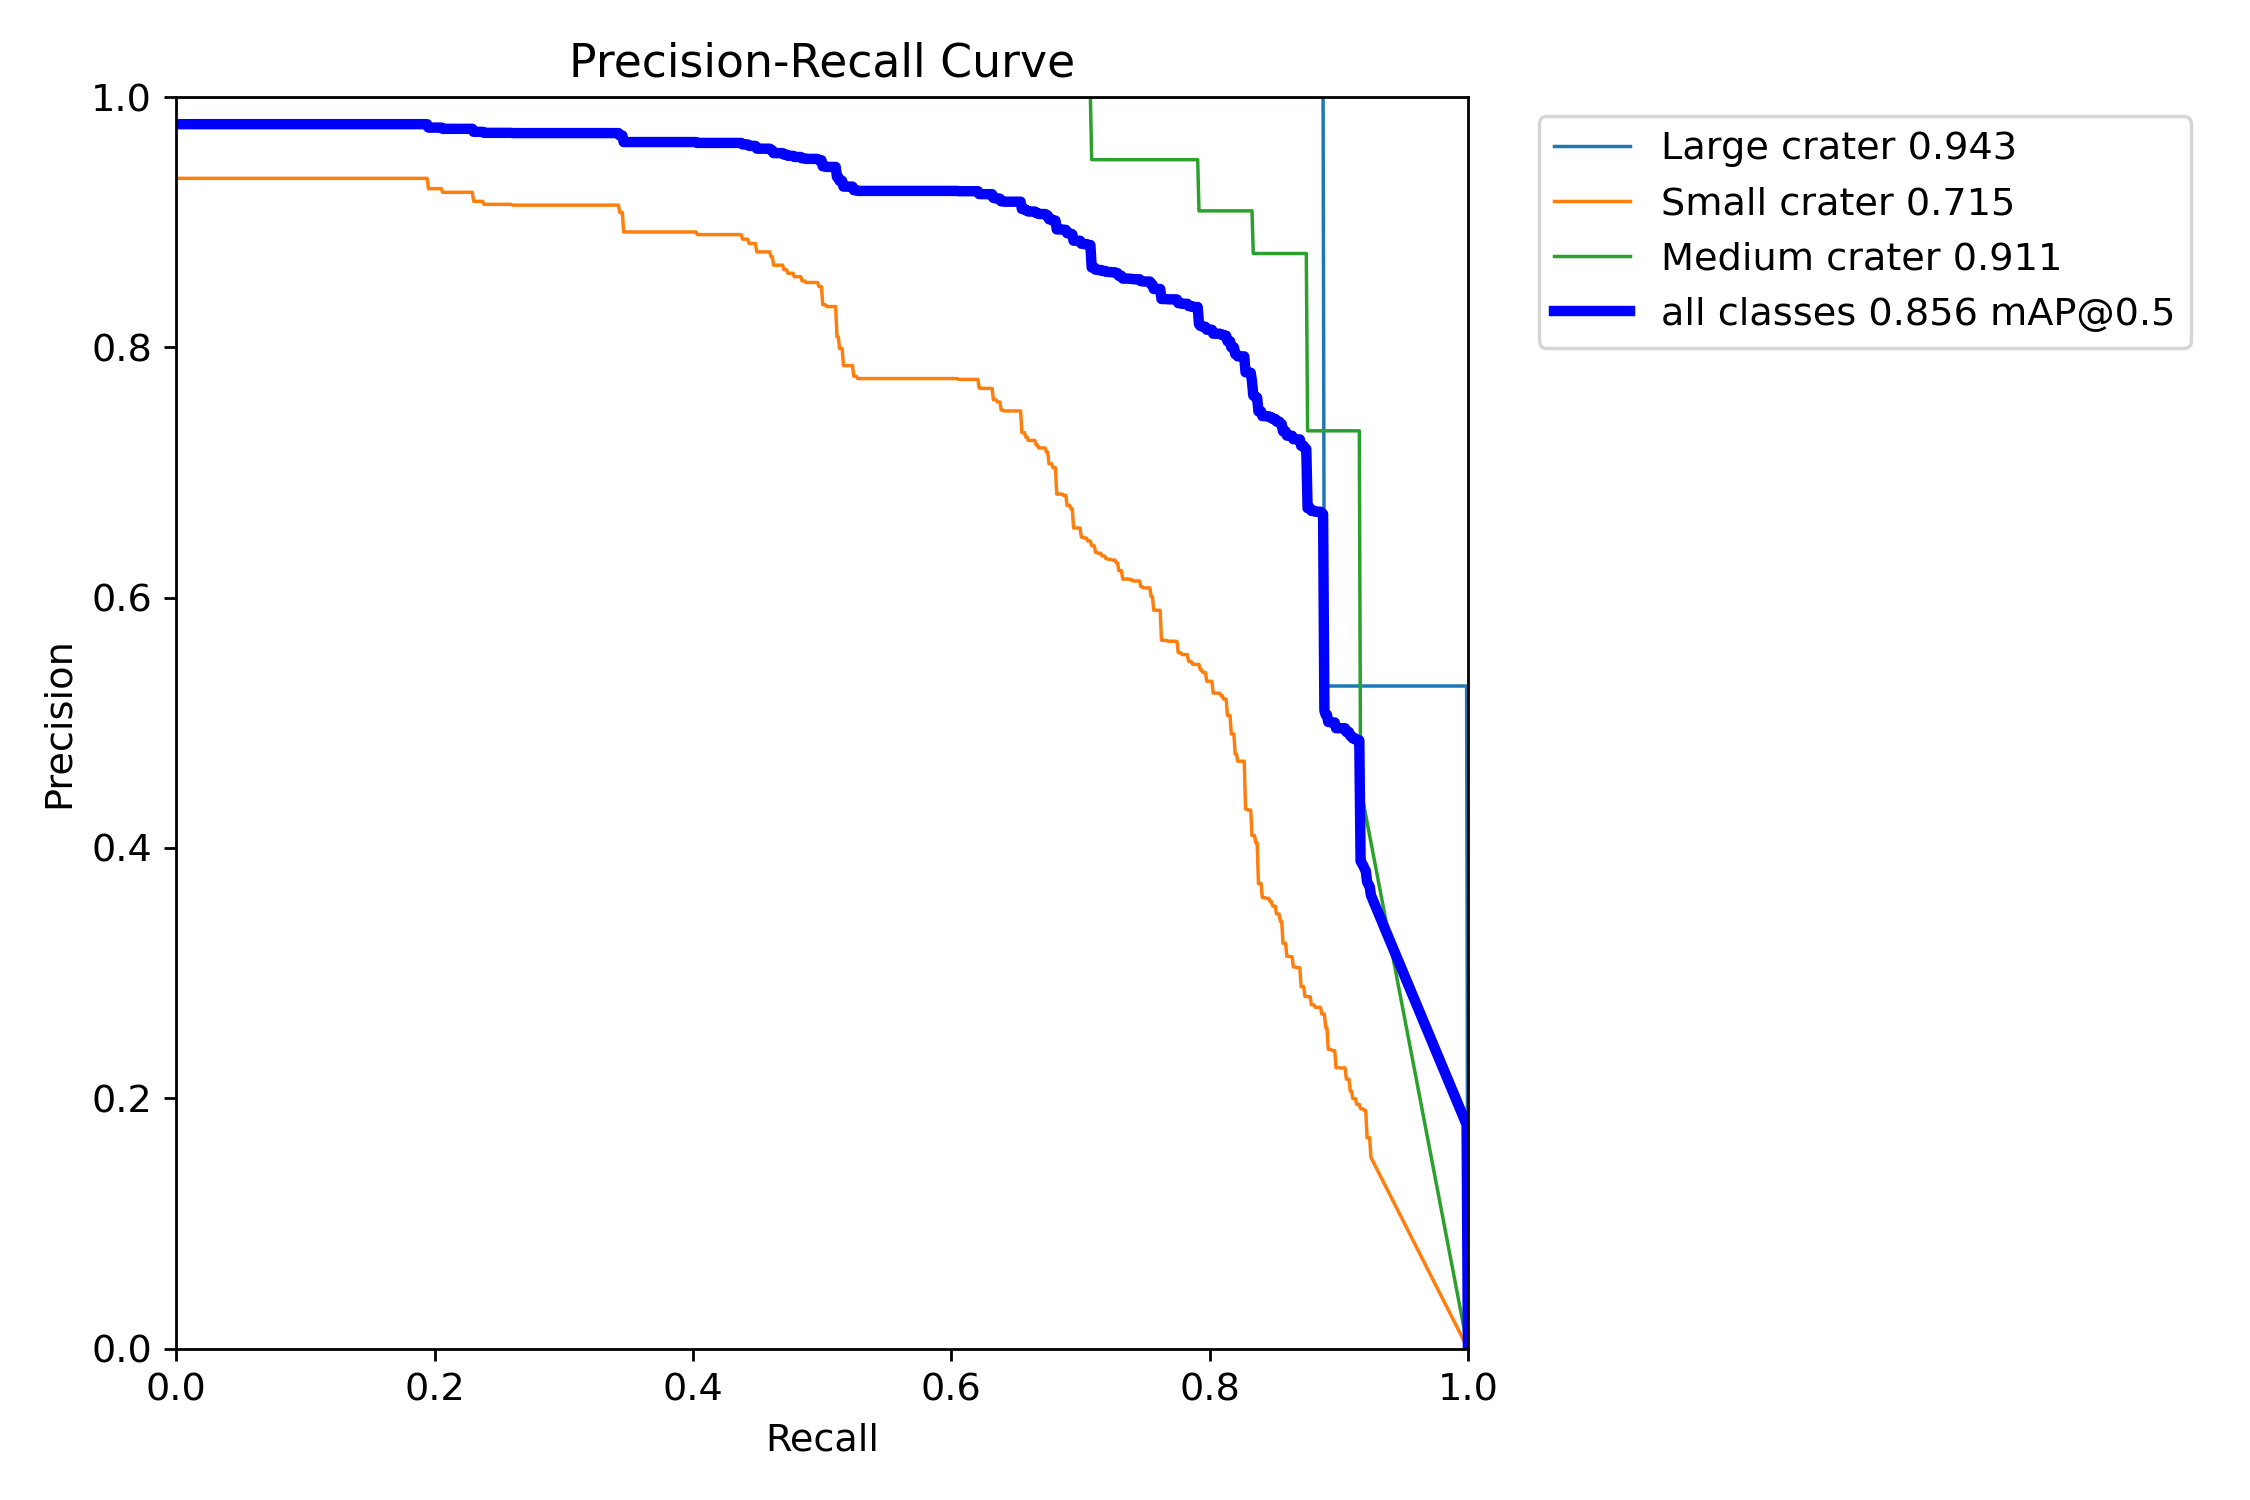 Precision-Recall Curve
1.0
0.8
0.6
0.4
0.2
0.0
Precision
0.0 0.2 0.4 0.6 0.8 1.0
Recall
Large crater 0.943
Small crater 0.715
Medium crater 0.911
all classes 0.856 mAP@0.5